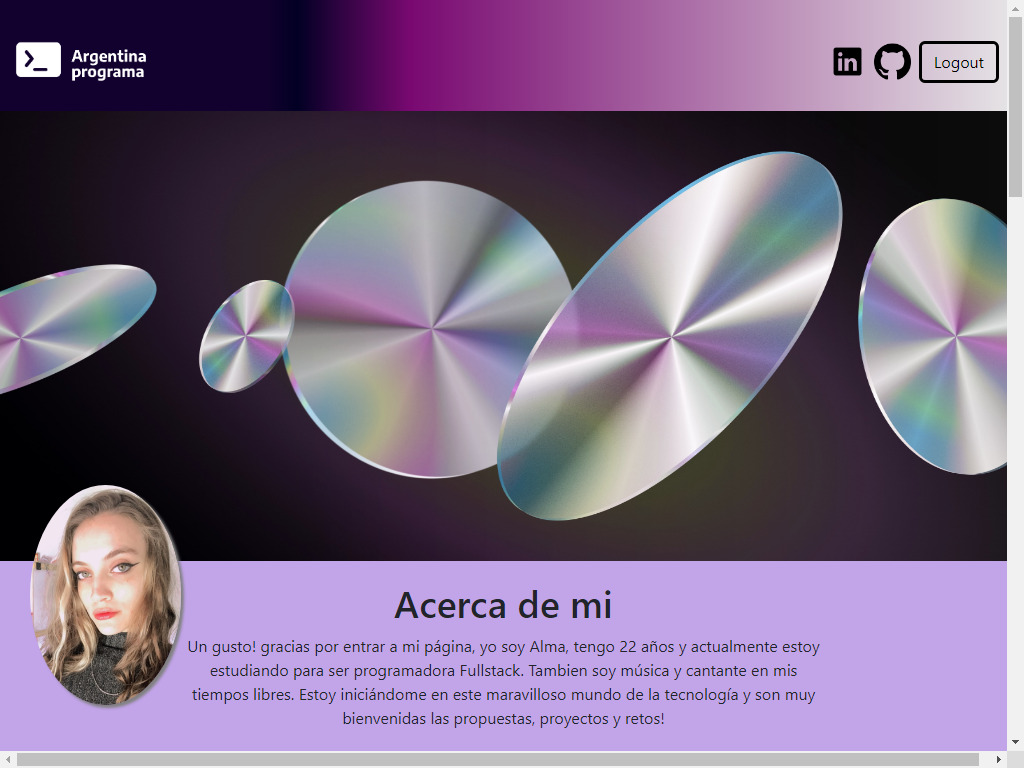 Argentina
programa
Logout
Acerca de mi
Un gusto! gracias por entrar a mi página, yo soy Alma, tengo 22 años y actualmente estoy
estudiando para ser programadora Fullstack. Tambien soy música y cantante en mis
tiempos libres. Estoy iniciándome en este maravilloso mundo de la tecnología y son muy
bienvenidas las propuestas, proyectos y retos!